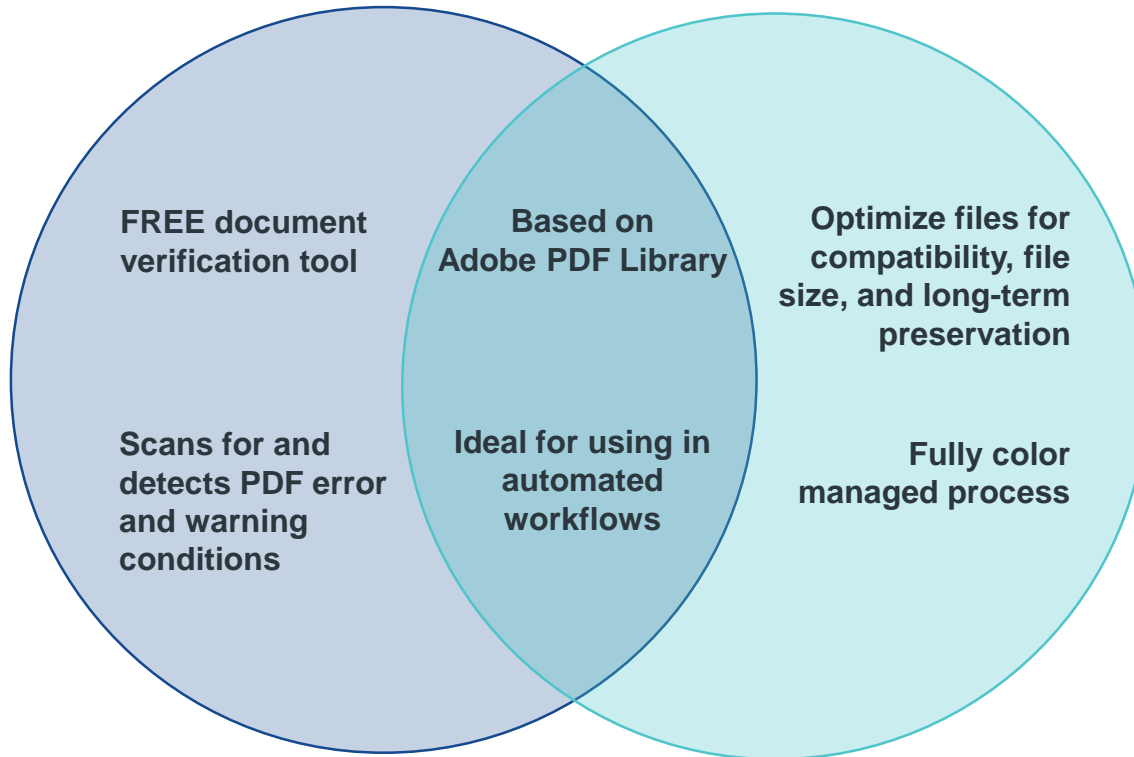 FREE document
verification tool
Scans for and
detects PDF error
and warning
conditions
Based on
Adobe PDF Library
Ideal for using in
automated
workflows
Optimize files for
compatibility, file
size, and long-term
preservation
Fully color
managed process